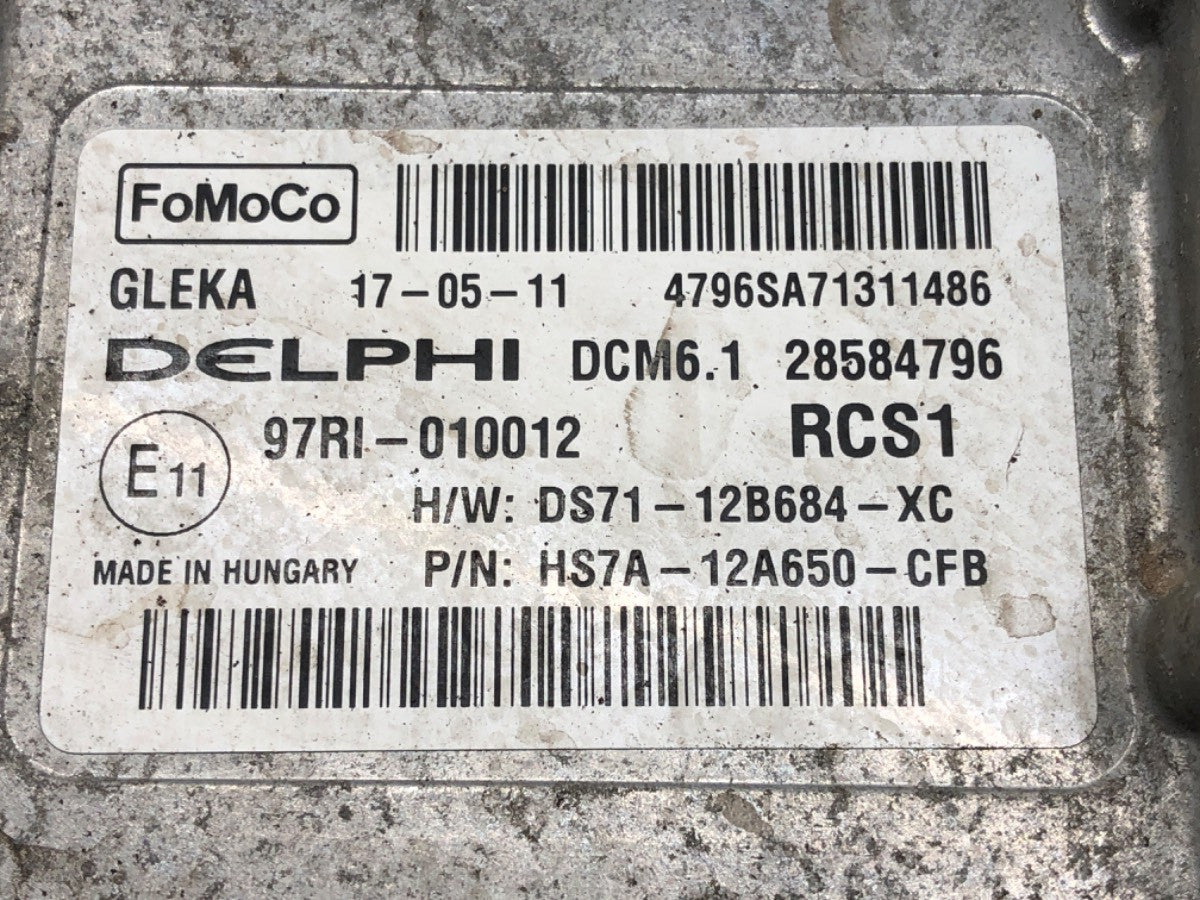 FoMoCo
GLEKA 17-05-11 4796SA71311486
DELPHI DCM6.1 28584796
E11 97RI-010012 RCS1
H/W: DS71-12B684-XC
MADE IN HUNGARY P/N: HS7A-12A650-CFB